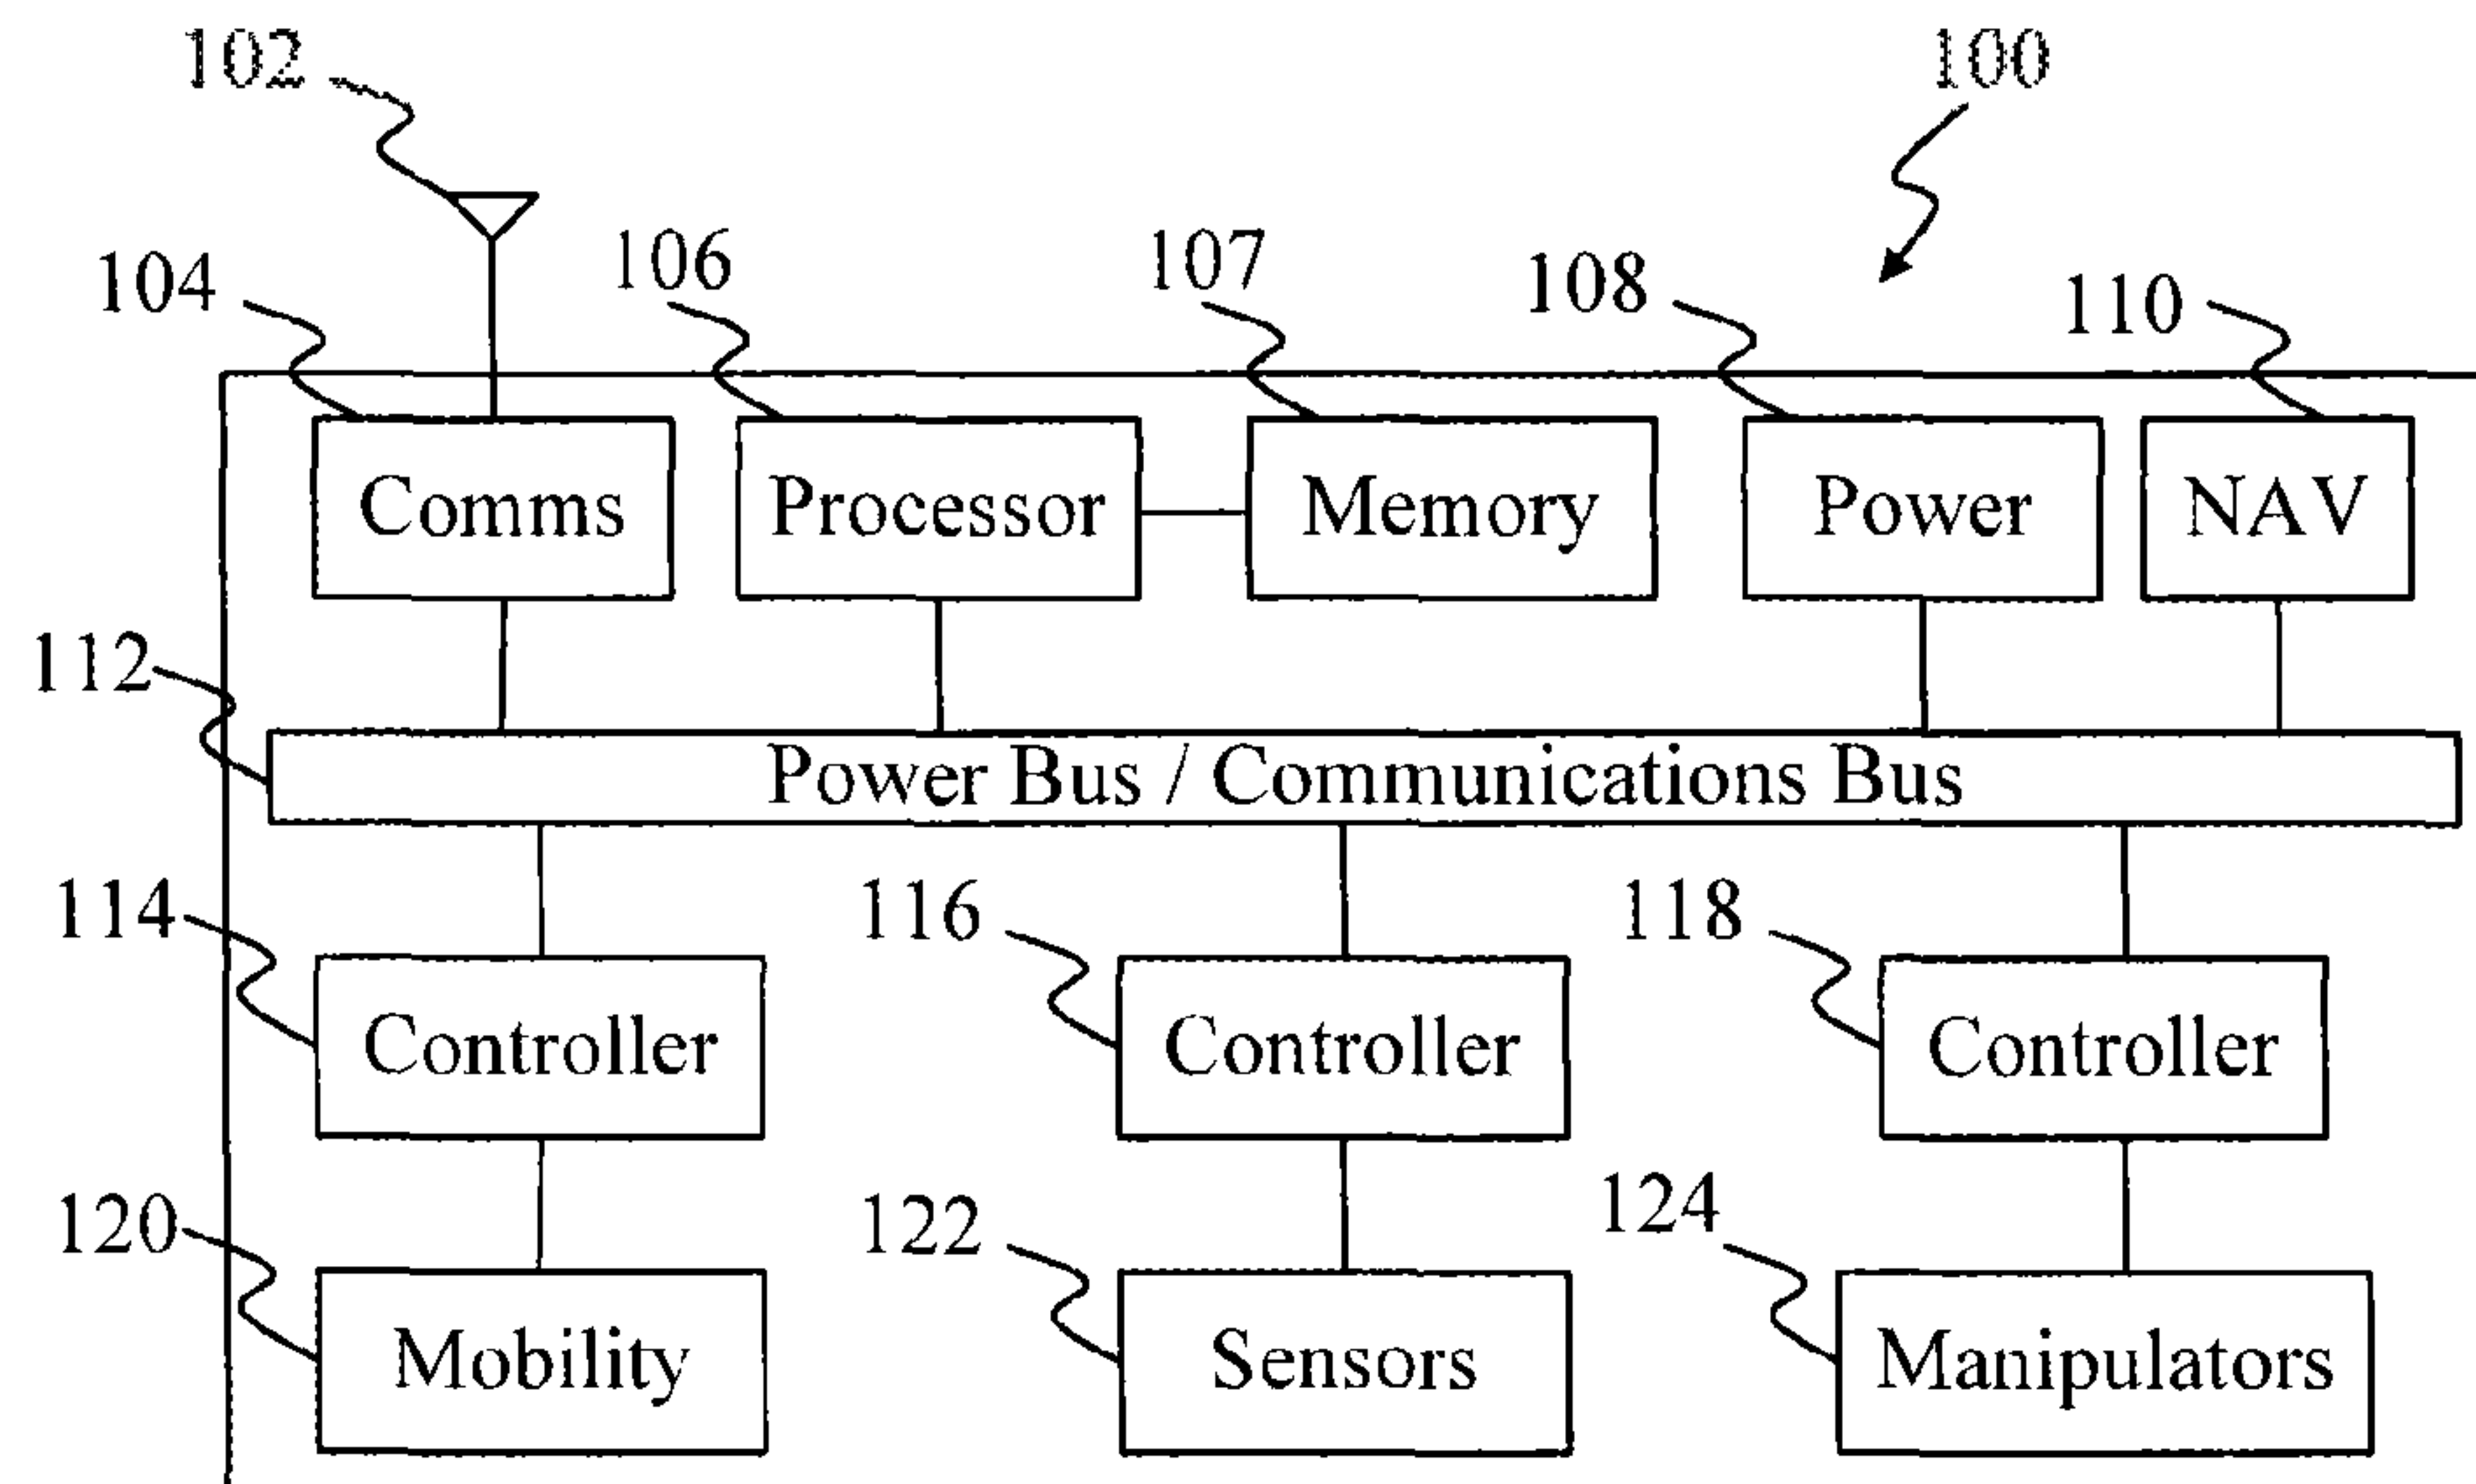 102 100
104 106 107 108 110
Comms Processor Memory Power NAV
112
Power Bus / Communications Bus
114 116 118
Controller Controller Controller
120 122 124
Mobility Sensors Manipulators